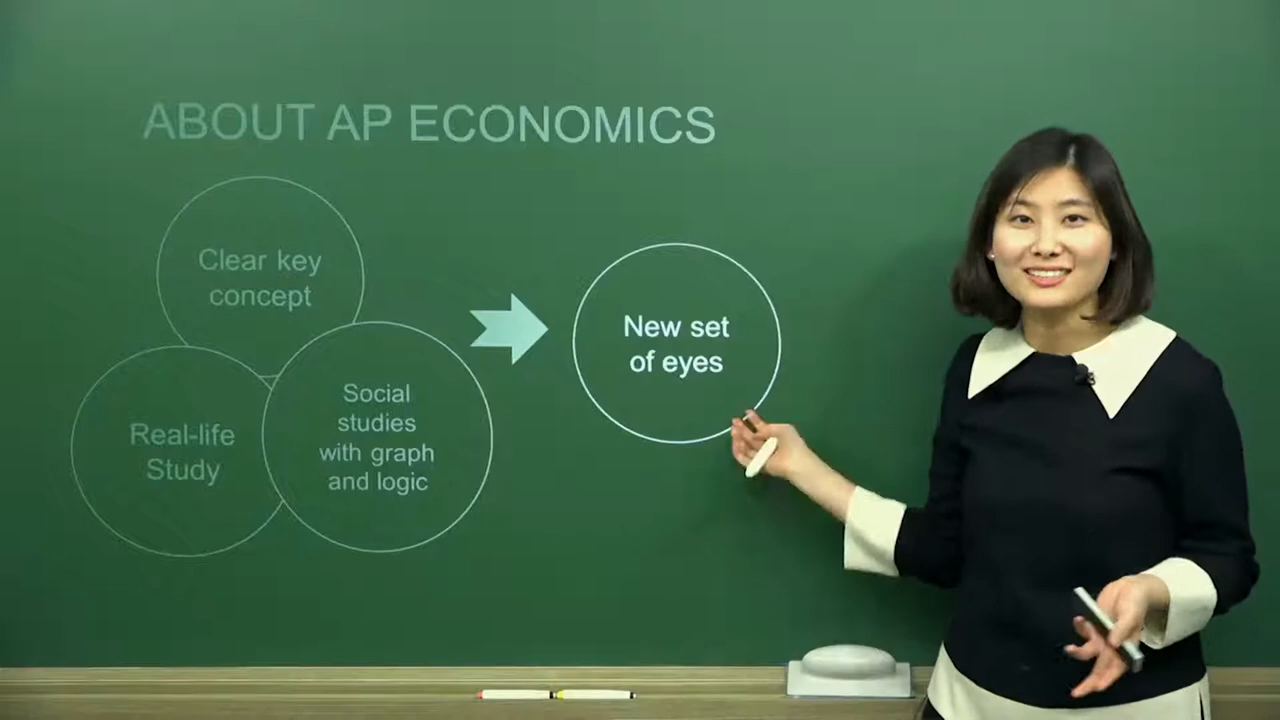 ABOUT AP ECONOMICS
Clear key
concept
Real-life
Study
Social
studies
with graph
and logic
New set
of eyes